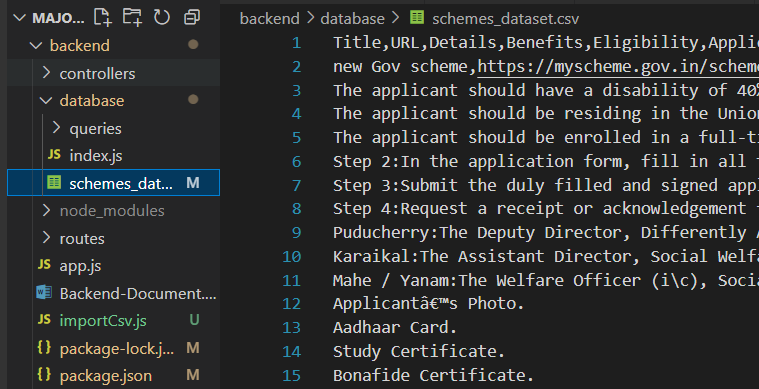 MAJO...
backend
controllers
database
queries
index.js
schemes_dat... M
node_modules
routes
app.js
Backend-Document....
importCsv.js U
package-lock.j... M
package.json M
backend > database > schemes_dataset.csv
1 Title,URL,Details,Benefits,Eligibility,Applic
2 new Gov scheme,https://myscheme.gov.in/scheme
3 The applicant should have a disability of 40%
4 The applicant should be residing in the Union
5 The applicant should be enrolled in a full-ti
6 Step 2:In the application form, fill in all
7 Step 3:Submit the duly filled and signed appl
8 Step 4:Request a receipt or acknowledgement
9 Puducherry:The Deputy Director, Differently
10 Karaikal:The Assistant Director, Social Welfa
11 Mahe / Yanam:The Welfare Officer (i\c), Socia
12 Applicantâ€™s Photo.
13 Aadhaar Card.
14 Study Certificate.
15 Bonafide Certificate.